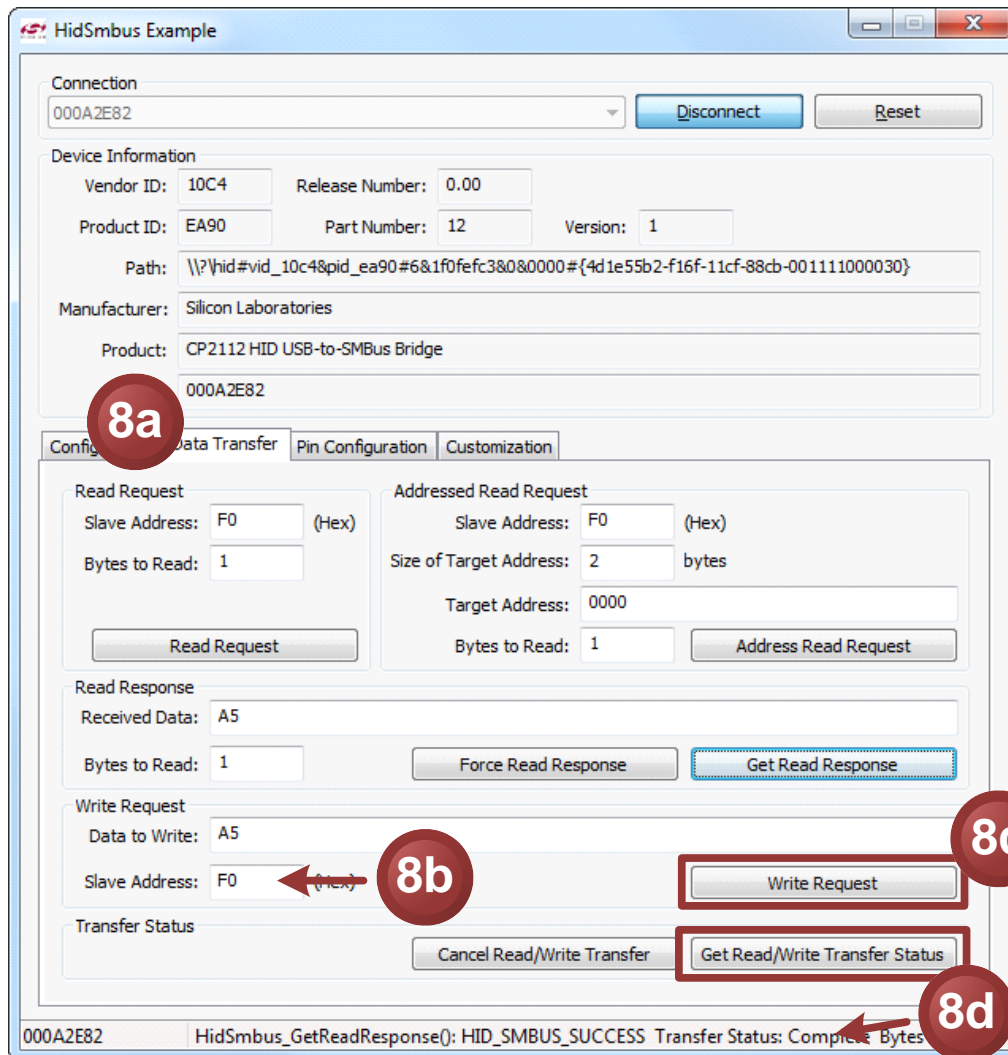 HidSmbus Example
Connection
000A2E82 Disconnect Reset
Device Information
Vendor ID: 10C4 Release Number: 0.00
Product ID: EA90 Part Number: 12 Version: 1
Path: \\?\hid#vid_10c4&pid_ea90#6&1f0fefc3&0&0000#{4d1e55b2-f16f-11cf-88cb-001111000030}
Manufacturer: Silicon Laboratories
Product: CP2112 HID USB-to-SMBus Bridge
000A2E82
8a
Config Data Transfer Pin Configuration Customization
Read Request Addressed Read Request
Slave Address: F0 (Hex) Slave Address: F0 (Hex)
Bytes to Read: 1 Size of Target Address: 2 bytes
Target Address: 0000
Read Request Bytes to Read: 1 Address Read Request
Read Response
Received Data: A5
Bytes to Read: 1 Force Read Response Get Read Response
Write Request
Data to Write: A5
8c
Slave Address: F0 (Hex) 8b Write Request
Transfer Status
Cancel Read/Write Transfer Get Read/Write Transfer Status
8d
000A2E82 HidSmbus_GetReadResponse(): HID_SMBUS_SUCCESS Transfer Status: Complete Bytes